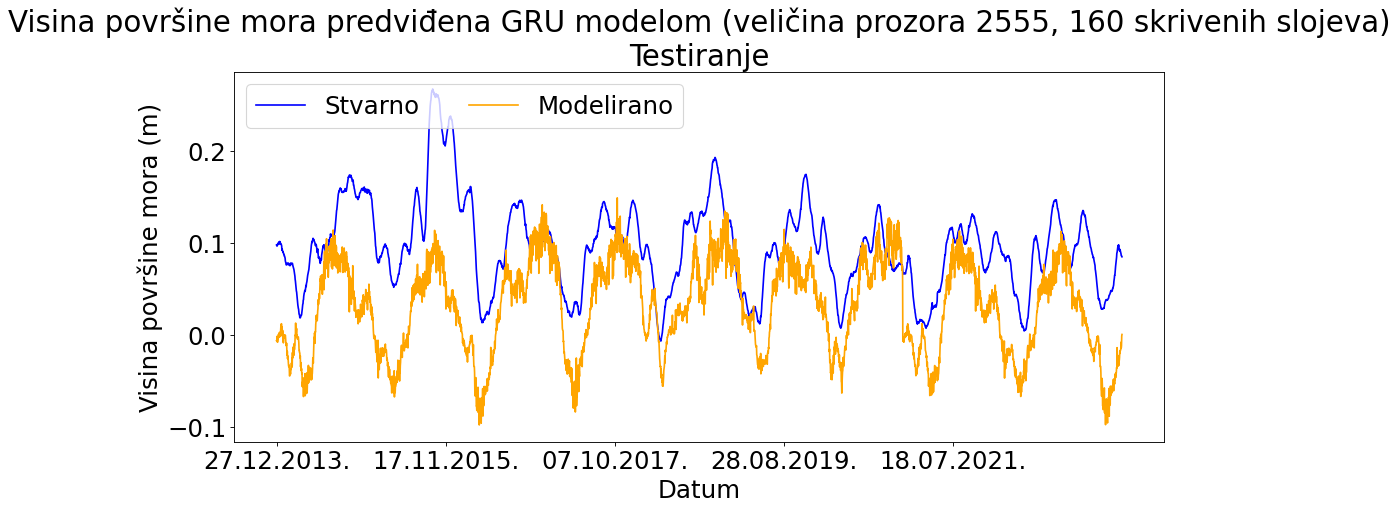 Visina površine mora predviđena GRU modelom (veličina prozora 2555, 160 skrivenih slojeva)
Testiranje
Stvarno
Modelirano
Visina površine mora (m)
0.2
0.1
0.0
−0.1
27.12.2013.
17.11.2015.
07.10.2017.
28.08.2019.
18.07.2021.
Datum